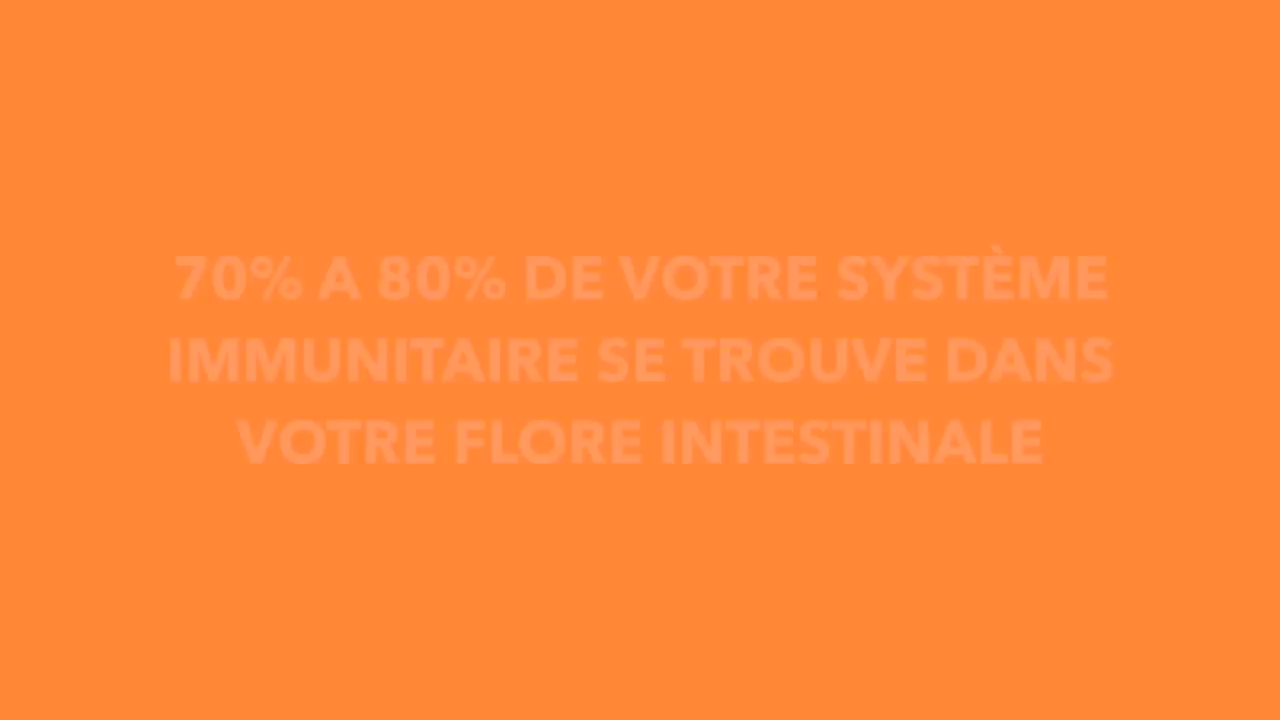 70% A 80% DE VOTRE SYSTÈME
IMMUNITAIRE SE TROUVE DANS
VOTRE FLORE INTESTINALE